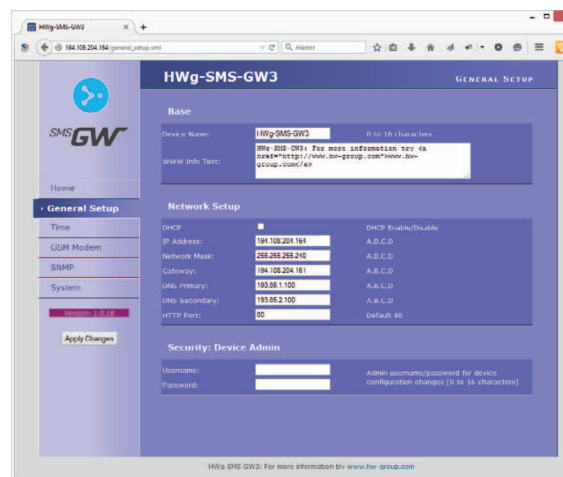 HWg-SMS-GW3
194.108.204.164/general_setup.xml
Hledat
HWg-SMS-GW3
GENERAL SETUP
SMS GW
Home
General Setup
Time
GSM Modem
SNMP
System
Version: 1.0.16
Apply Changes
Base
Device Name: HWg-SMS-GW3 0 to 16 characters
WWW Info Text: HWg-SMS-GW3: For more information try <a
href="http://www.hw-group.com">www.hw-
group.com</a>
Network Setup
DHCP DHCP Enable/Disable
IP Address: 194.108.204.164 A.B.C.D
Network Mask: 255.255.255.240 A.B.C.D
Gateway: 194.108.204.161 A.B.C.D
DNS Primary: 193.85.1.100 A.B.C.D
DNS Secondary: 193.85.2.100 A.B.C.D
HTTP Port: 80 Default 80
Security: Device Admin
Username:
Password:
Admin username/password for device
configuration changes [0 to 16 characters]
HWg SMS GW3: For more information try www.hw-group.com